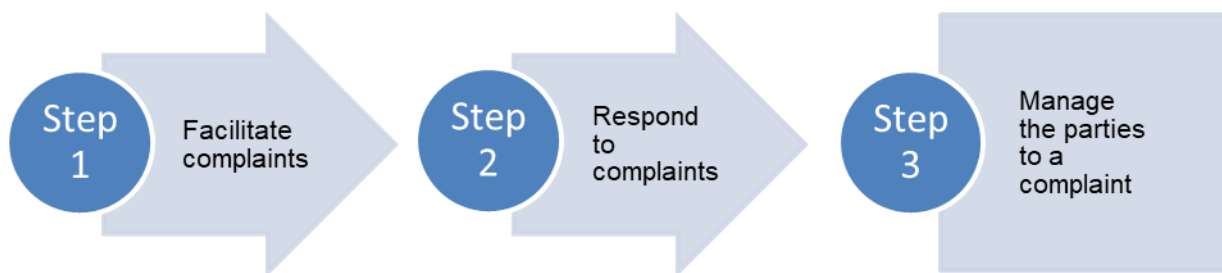 Step
1
Facilitate
complaints
Step
2
Respond
to
complaints
Step
3
Manage
the parties
to a
complaint